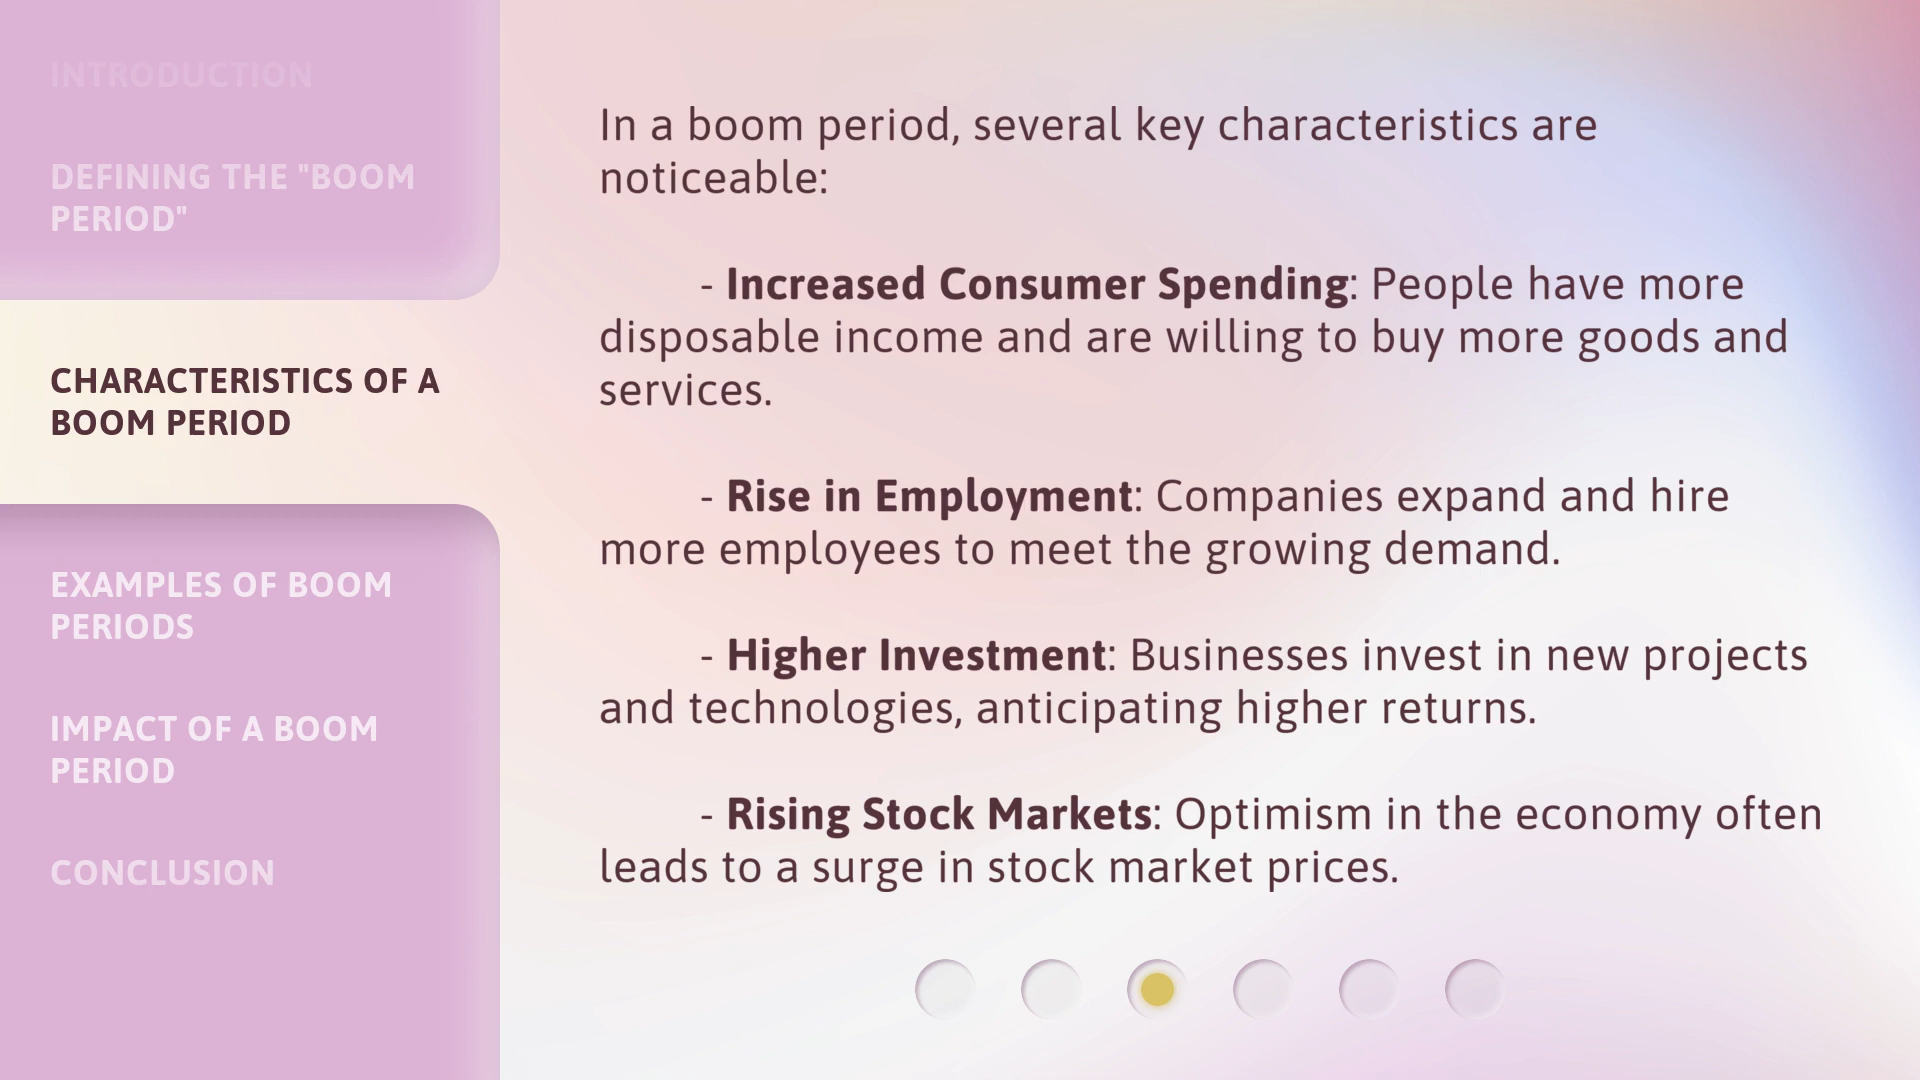 INTRODUCTION
DEFINING THE "BOOM
PERIOD"
CHARACTERISTICS OF A
BOOM PERIOD
EXAMPLES OF BOOM
PERIODS
IMPACT OF A BOOM
PERIOD
CONCLUSION
In a boom period, several key characteristics are
noticeable:
- Increased Consumer Spending: People have more
disposable income and are willing to buy more goods and
services.
- Rise in Employment: Companies expand and hire
more employees to meet the growing demand.
- Higher Investment: Businesses invest in new projects
and technologies, anticipating higher returns.
- Rising Stock Markets: Optimism in the economy often
leads to a surge in stock market prices.